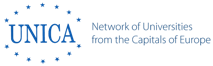 UNICA
Network of Universities
from the Capitals of Europe